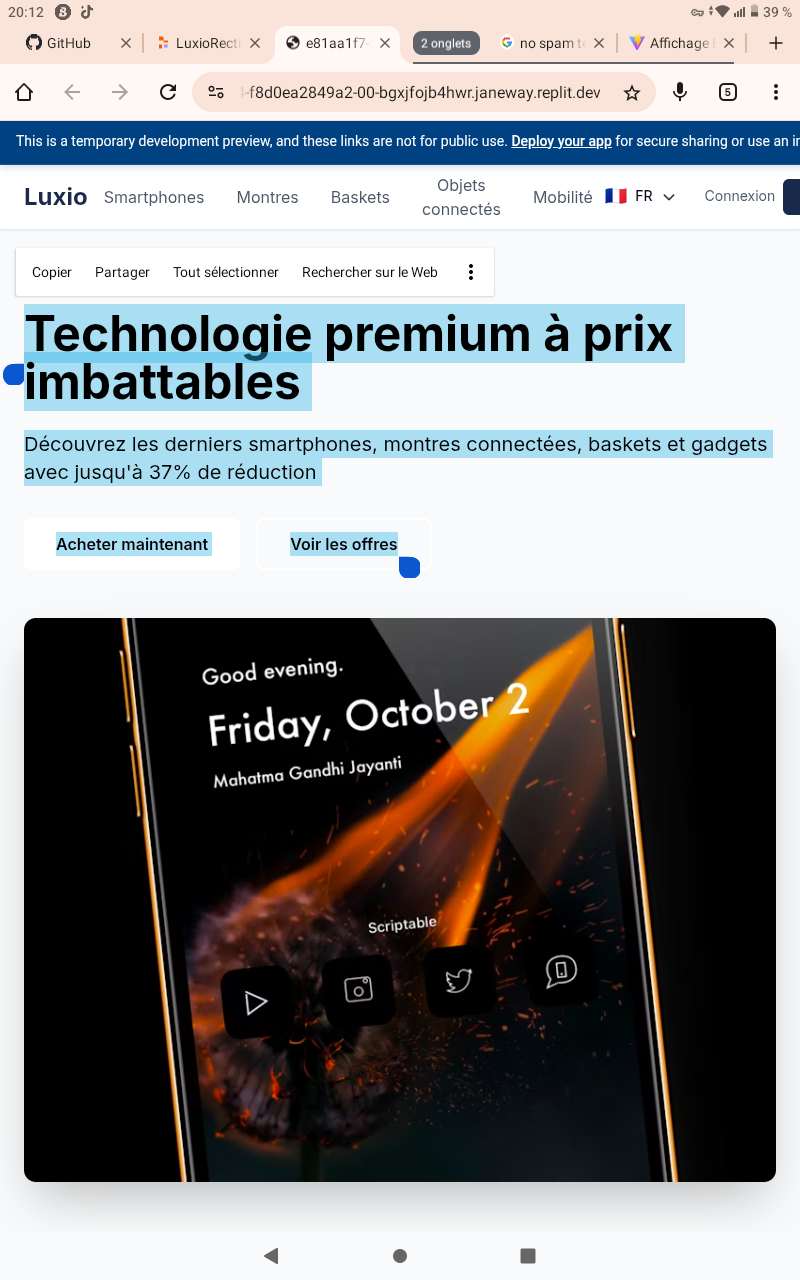 20:12
39 %
GitHub
LuxioRecti
e81aa1f7-
2 onglets
no spam te
Affichage
-f8d0ea2849a2-00-bgxjfojb4hwr.janeway.replit.dev
5
This is a temporary development preview, and these links are not for public use. Deploy your app for secure sharing or use an in
Luxio
Smartphones
Montres
Baskets
Objets
connectés
Mobilité
FR
Connexion
Copier
Partager
Tout sélectionner
Rechercher sur le Web
Technologie premium à prix
imbattables
Découvrez les derniers smartphones, montres connectées, baskets et gadgets
avec jusqu'à 37% de réduction
Acheter maintenant
Voir les offres
Good evening.
Friday, October 2
Mahatma Gandhi Jayanti
Scriptable